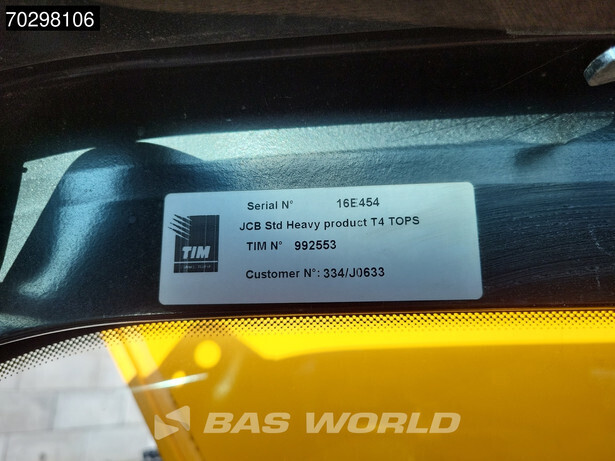 70298106
Serial N° 16E454
JCB Std Heavy product T4 TOPS
TIM
TIM N° 992553
Customer N°: 334/J0633
BAS WORLD